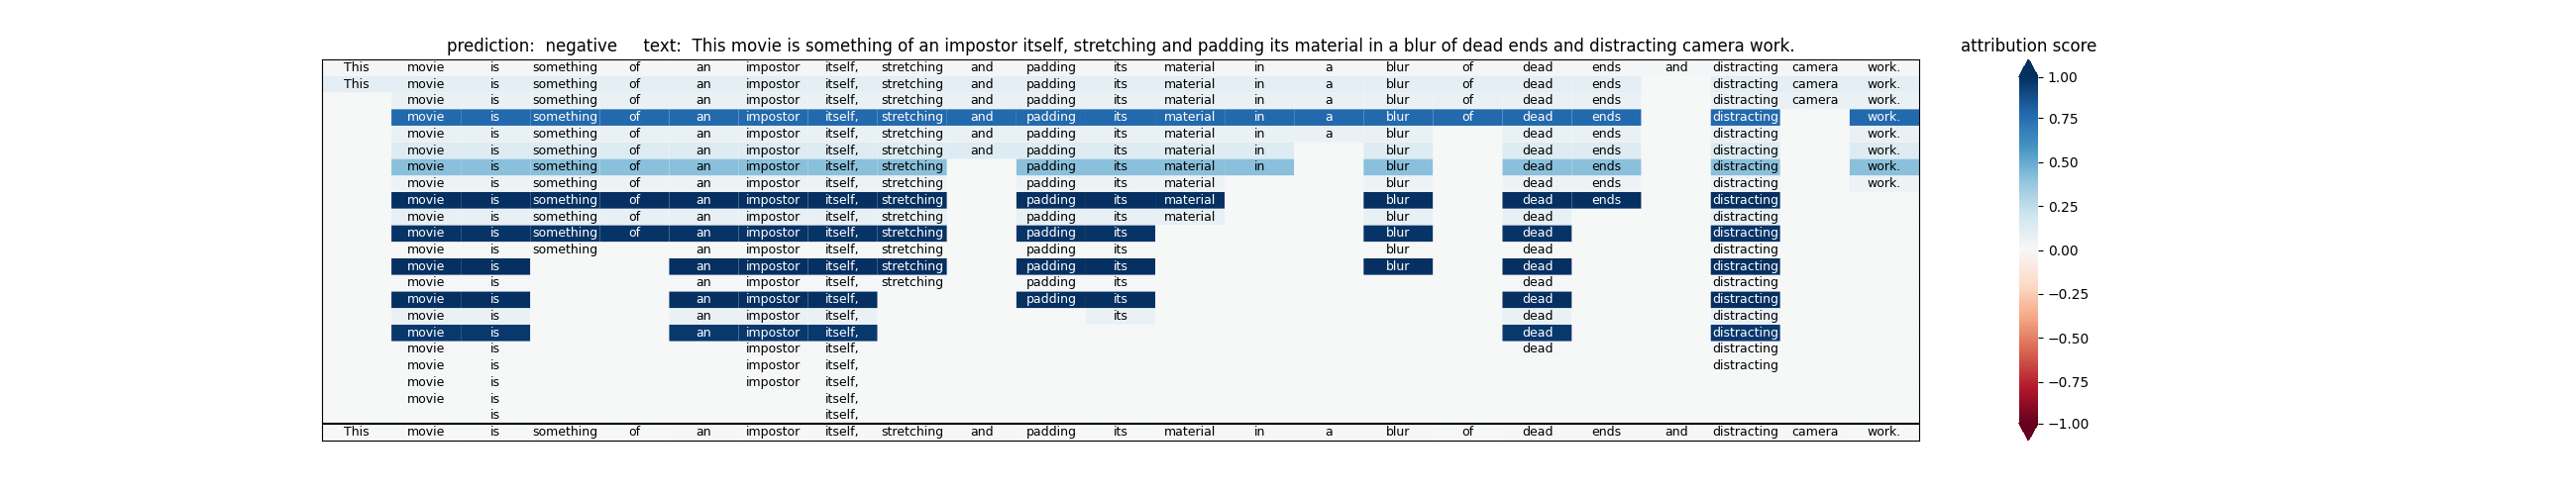 prediction: negative text: This movie is something of an impostor itself, stretching and padding its material in a blur of dead ends and distracting camera work. attribution score
This movie is something of an impostor itself, stretching and padding its material in a blur of dead ends and distracting camera work.
This movie is something of an impostor itself, stretching and padding its material in a blur of dead ends distracting camera work.
movie is something of an impostor itself, stretching and padding its material in a blur of dead ends distracting camera work.
movie is something of an impostor itself, stretching and padding its material in a blur of dead ends distracting work.
movie is something of an impostor itself, stretching and padding its material in a blur dead ends distracting work.
movie is something of an impostor itself, stretching and padding its material in blur dead ends distracting work.
movie is something of an impostor itself, stretching padding its material in blur dead ends distracting work.
movie is something of an impostor itself, stretching padding its material blur dead ends distracting work.
movie is something of an impostor itself, stretching padding its material blur dead ends distracting
movie is something of an impostor itself, stretching padding its material blur dead distracting
movie is something of an impostor itself, stretching padding its blur dead distracting
movie is something an impostor itself, stretching padding its blur dead distracting
movie is an impostor itself, stretching padding its blur dead distracting
movie is an impostor itself, stretching padding its dead distracting
movie is an impostor itself, padding its dead distracting
movie is an impostor itself, its dead distracting
movie is an impostor itself, dead distracting
movie is impostor itself, dead distracting
movie is impostor itself, distracting
movie is impostor itself,
movie is itself,
is itself,
This movie is something of an impostor itself, stretching and padding its material in a blur of dead ends and distracting camera work.
1.00
0.75
0.50
0.25
0.00
−0.25
−0.50
−0.75
−1.00